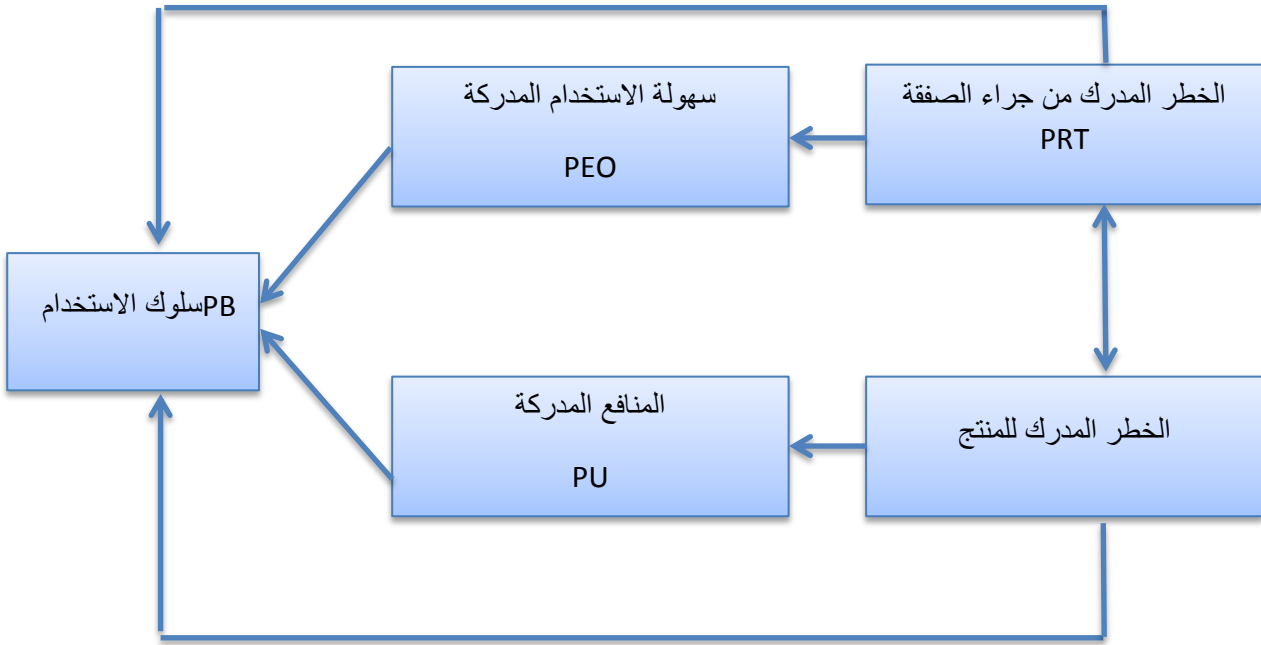 الخطر المدرك من جراء الصفقة
PRT
سهولة الاستخدام المدركة
PEO
PBسلوك الاستخدام
الخطر المدرك للمنتج
المنافع المدركة
PU